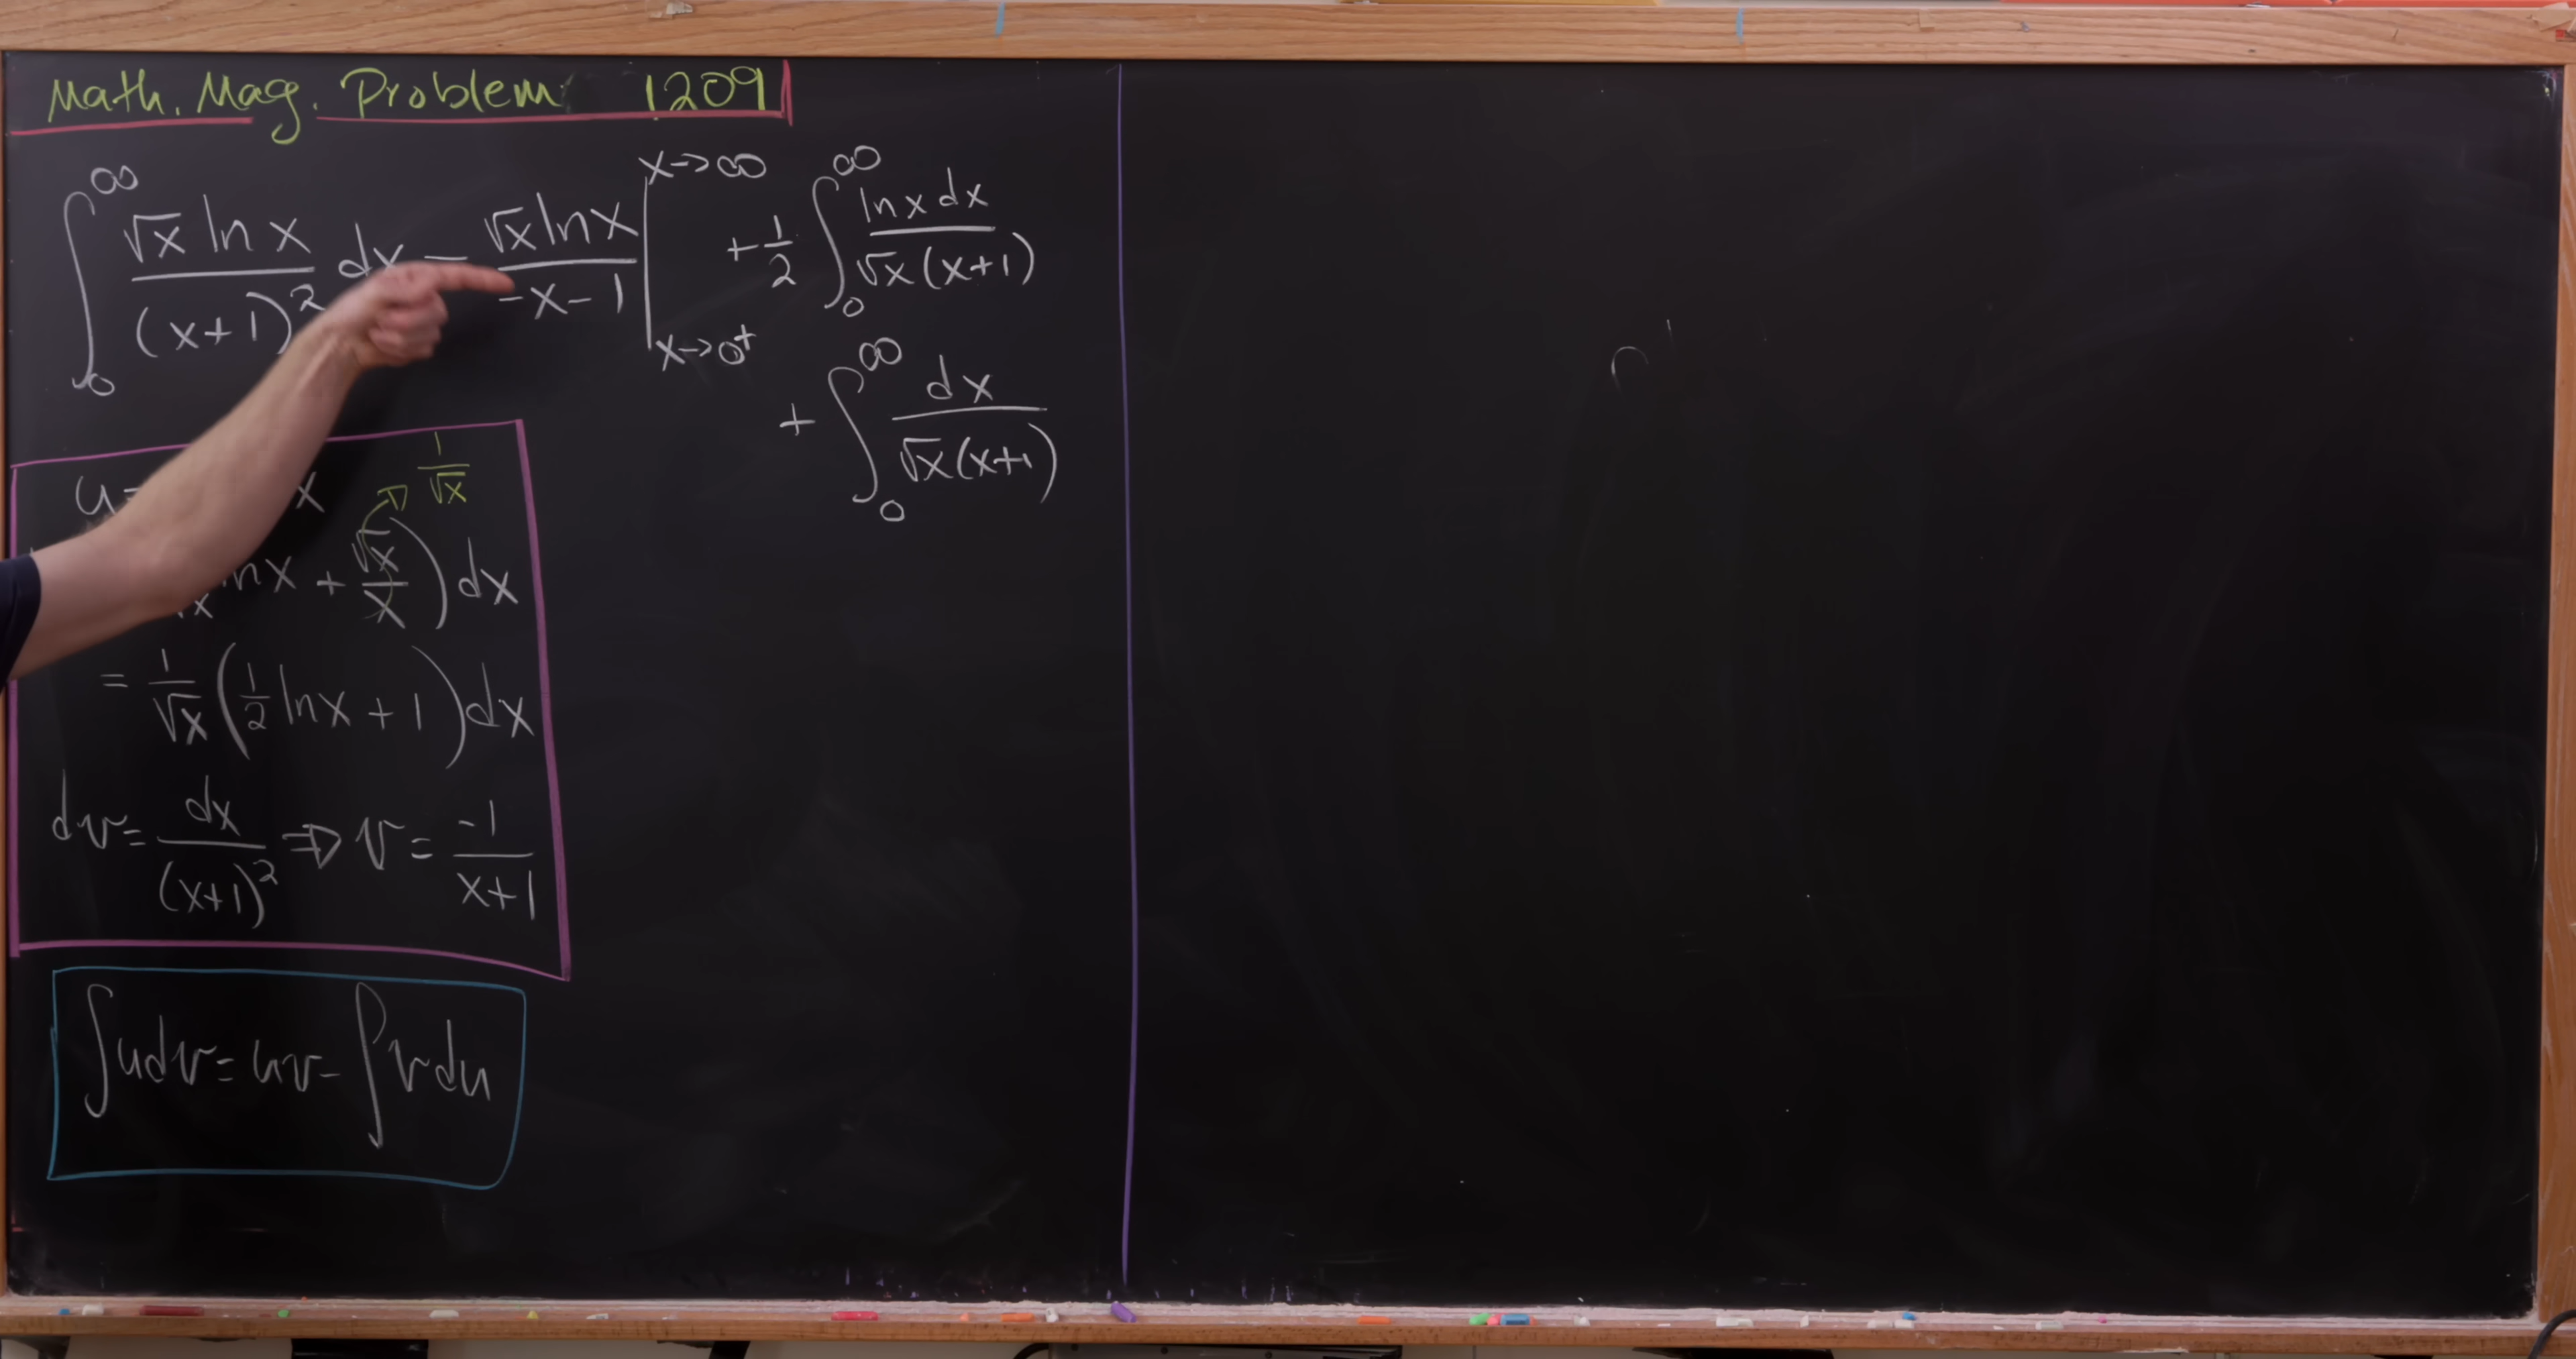 Math. Mag. Problem 1209
∫₀^∞ √x ln x / (x+1)² dx = √x ln x / -x-1 |_{x→0⁺}^{x→∞} + 1/2 ∫₀^∞ ln x dx / √x (x+1)
+ ∫₀^∞ dx / √x (x+1)
u= x 1/√x
√x ln x + √x/x ) dx
= 1/√x ( 1/2 ln x + 1 ) dx
dv = dx / (x+1)² ⇒ v = -1 / x+1
∫ u dv = uv - ∫ v du